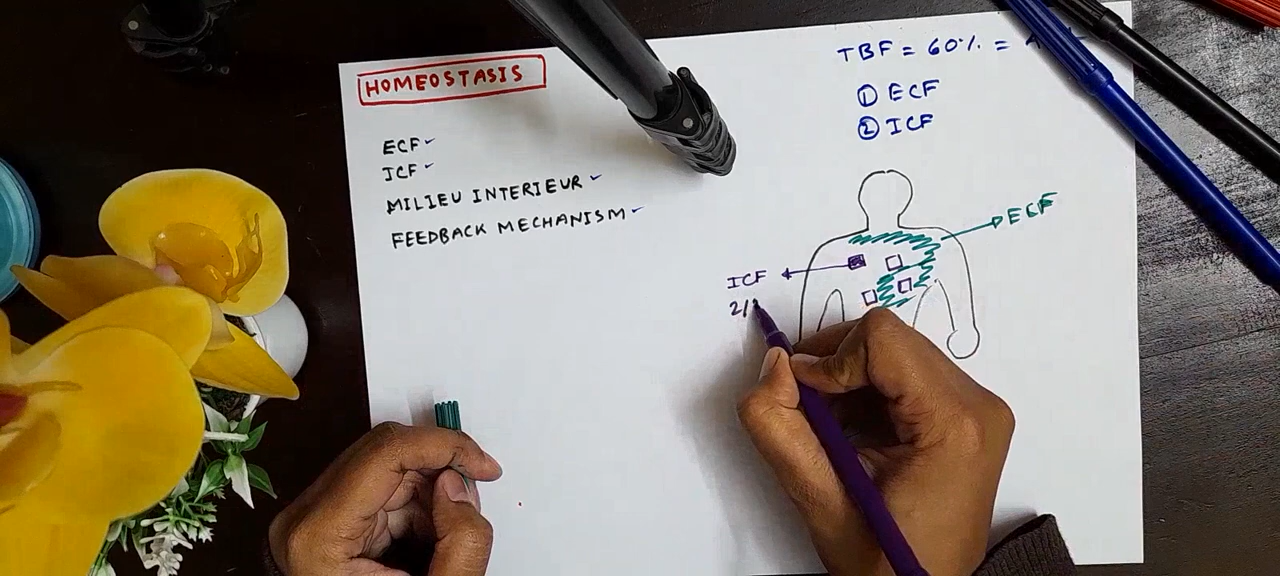 HOMEOSTASIS
ECF
ICF
MILIEU INTERIEUR
FEEDBACK MECHANISM
TBF = 60% =
① ECF
② ICF
ECF
ICF
2/